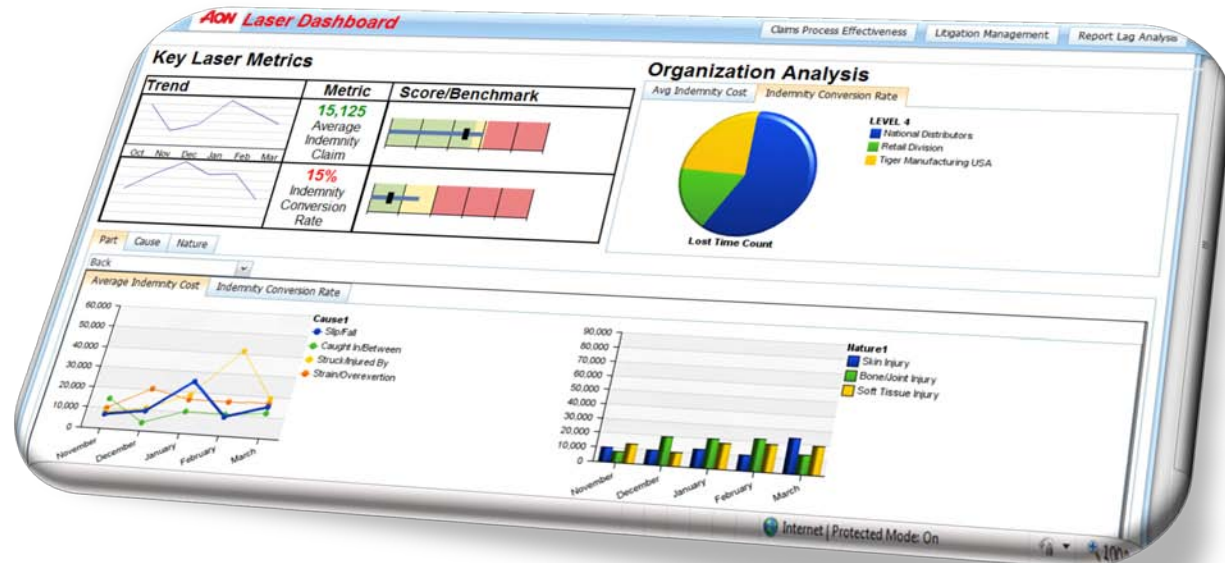 AON Laser Dashboard
Claims Process Effectiveness
Litigation Management
Report Lag Analysis
Key Laser Metrics
Trend
Metric
Score/Benchmark
Oct Nov Dec Jan Feb Mar
15,125
Average
Indemnity
Claim
15%
Indemnity
Conversion
Rate
Organization Analysis
Avg Indemnity Cost
Indemnity Conversion Rate
LEVEL 4
National Distributors
Retail Division
Tiger Manufacturing USA
Lost Time Count
Part
Cause
Nature
Back
Average Indemnity Cost
Indemnity Conversion Rate
60,000
50,000
40,000
30,000
20,000
10,000
0
November
December
January
February
March
Cause1
Slip/Fall
Caught In/Between
Struck/Injured By
Strain/Overexertion
90,000
80,000
70,000
60,000
50,000
40,000
30,000
20,000
10,000
0
November
December
January
February
March
Nature1
Skin Injury
Bone/Joint Injury
Soft Tissue Injury
Internet | Protected Mode: On